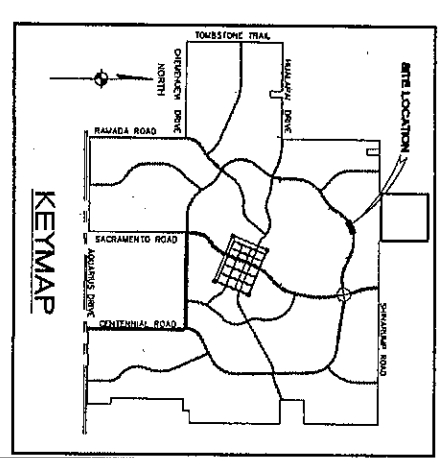 TOMBSTONE TRAIL
CHEMEHUEVI DRIVE
HUALAPAI DRIVE
SITE LOCATION
NORTH
RAMADA ROAD
SACRAMENTO ROAD
KEYMAP
AQUARIUS DRIVE
CENTENNIAL ROAD
SHINARUMP ROAD